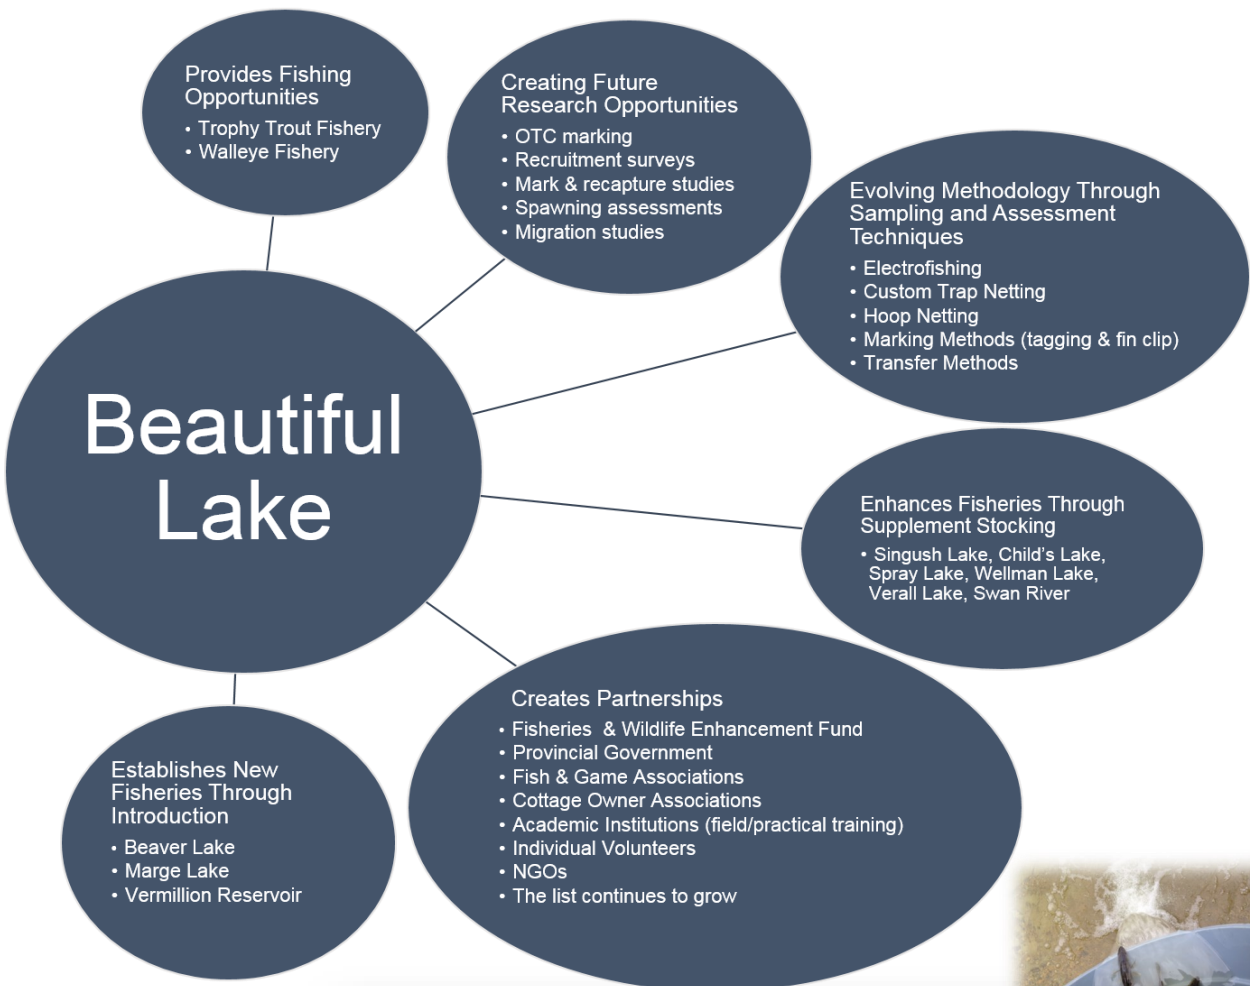 Provides Fishing
Opportunities
• Trophy Trout Fishery
• Walleye Fishery
Creating Future
Research Opportunities
• OTC marking
• Recruitment surveys
• Mark & recapture studies
• Spawning assessments
• Migration studies
Evolving Methodology Through
Sampling and Assessment
Techniques
• Electrofishing
• Custom Trap Netting
• Hoop Netting
• Marking Methods (tagging & fin clip)
• Transfer Methods
Beautiful
Lake
Enhances Fisheries Through
Supplement Stocking
• Singush Lake, Child's Lake,
Spray Lake, Wellman Lake,
Verall Lake, Swan River
Creates Partnerships
• Fisheries & Wildlife Enhancement Fund
• Provincial Government
• Fish & Game Associations
• Cottage Owner Associations
• Academic Institutions (field/practical training)
• Individual Volunteers
• NGOs
• The list continues to grow
Establishes New
Fisheries Through
Introduction
• Beaver Lake
• Marge Lake
• Vermillion Reservoir